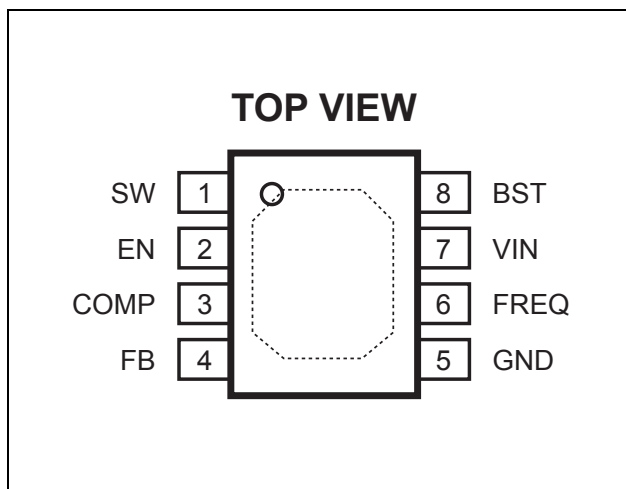 TOP VIEW
SW 1 8 BST
EN 2 7 VIN
COMP 3 6 FREQ
FB 4 5 GND